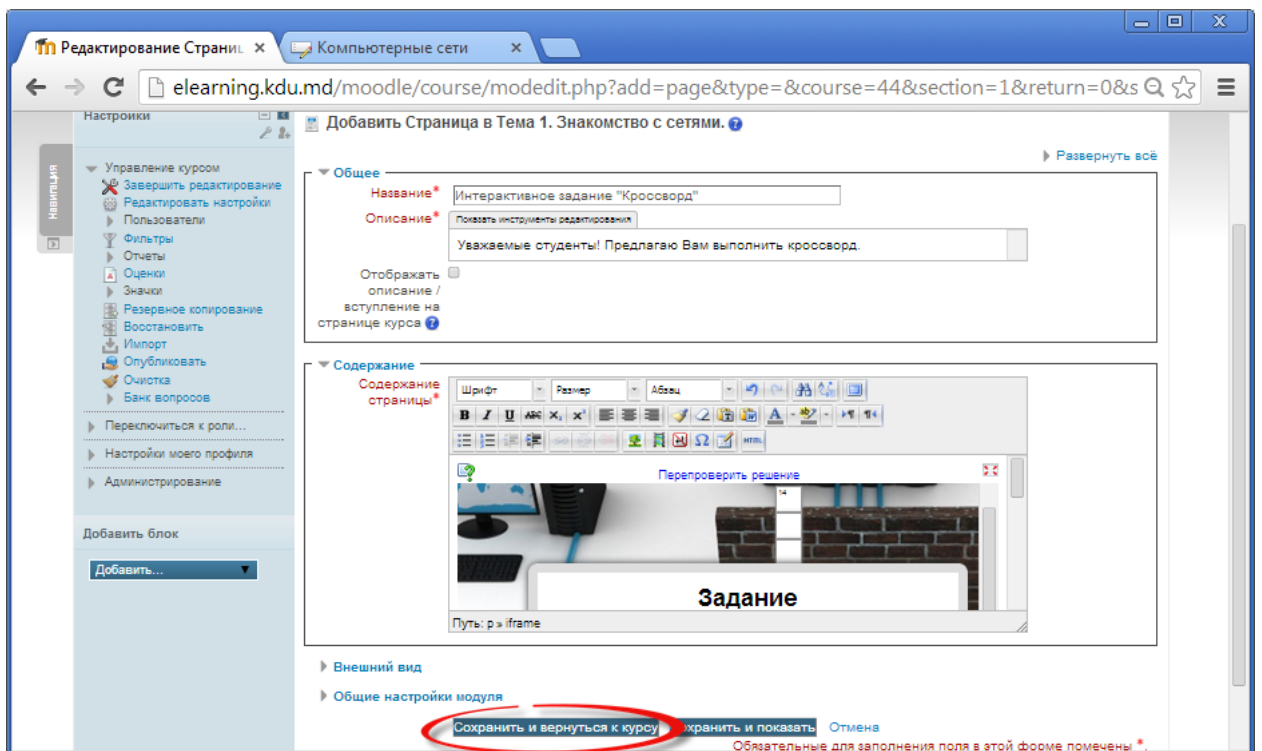 Редактирование Страниц
Компьютерные сети
elearning.kdu.md/moodle/course/modedit.php?add=page&type=&course=44&section=1&return=0&s
Навигация
Настройки
Управление курсом
Завершить редактирование
Редактировать настройки
Пользователи
Фильтры
Отчеты
Оценки
Значки
Резервное копирование
Восстановить
Импорт
Опубликовать
Очистка
Банк вопросов
Переключиться к роли...
Настройки моего профиля
Администрирование
Добавить блок
Добавить...
Добавить Страница в Тема 1. Знакомство с сетями.
Развернуть всё
Общее
Название*
Интерактивное задание "Кроссворд"
Описание*
Показать инструменты редактирования
Уважаемые студенты! Предлагаю Вам выполнить кроссворд.
Отображать
описание /
вступление на
странице курса
Содержание
Содержание
страницы*
Шрифт Размер Абзац
B I U ABC X₂ X²
HTML
Перепроверить решение
14
Задание
Путь: p » iframe
Внешний вид
Общие настройки модуля
Сохранить и вернуться к курсу
хранить и показать
Отмена
Обязательные для заполнения поля в этой форме помечены *.